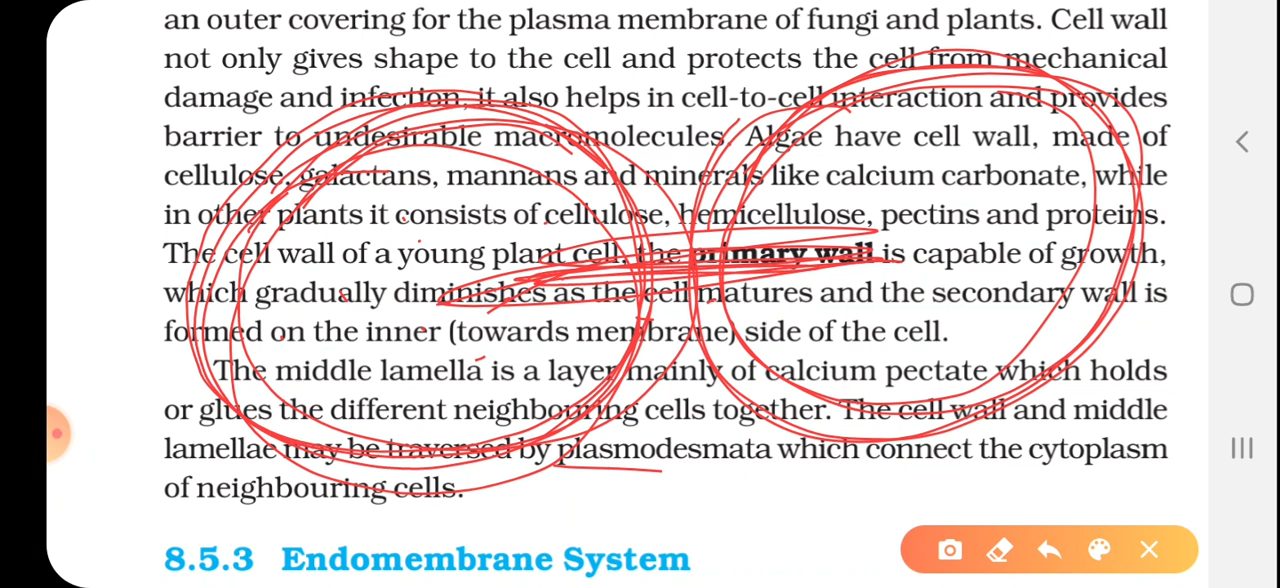 an outer covering for the plasma membrane of fungi and plants. Cell wall
not only gives shape to the cell and protects the cell from mechanical
damage and infection, it also helps in cell-to-cell interaction and provides
barrier to undesirable macromolecules. Algae have cell wall, made of
cellulose, galactans, mannans and minerals like calcium carbonate, while
in other plants it consists of cellulose, hemicellulose, pectins and proteins.
The cell wall of a young plant cell, the primary wall is capable of growth,
which gradually diminishes as the cell matures and the secondary wall is
formed on the inner (towards membrane) side of the cell.
The middle lamella is a layer mainly of calcium pectate which holds
or glues the different neighbouring cells together. The cell wall and middle
lamellae may be traversed by plasmodesmata which connect the cytoplasm
of neighbouring cells.
8.5.3 Endomembrane System